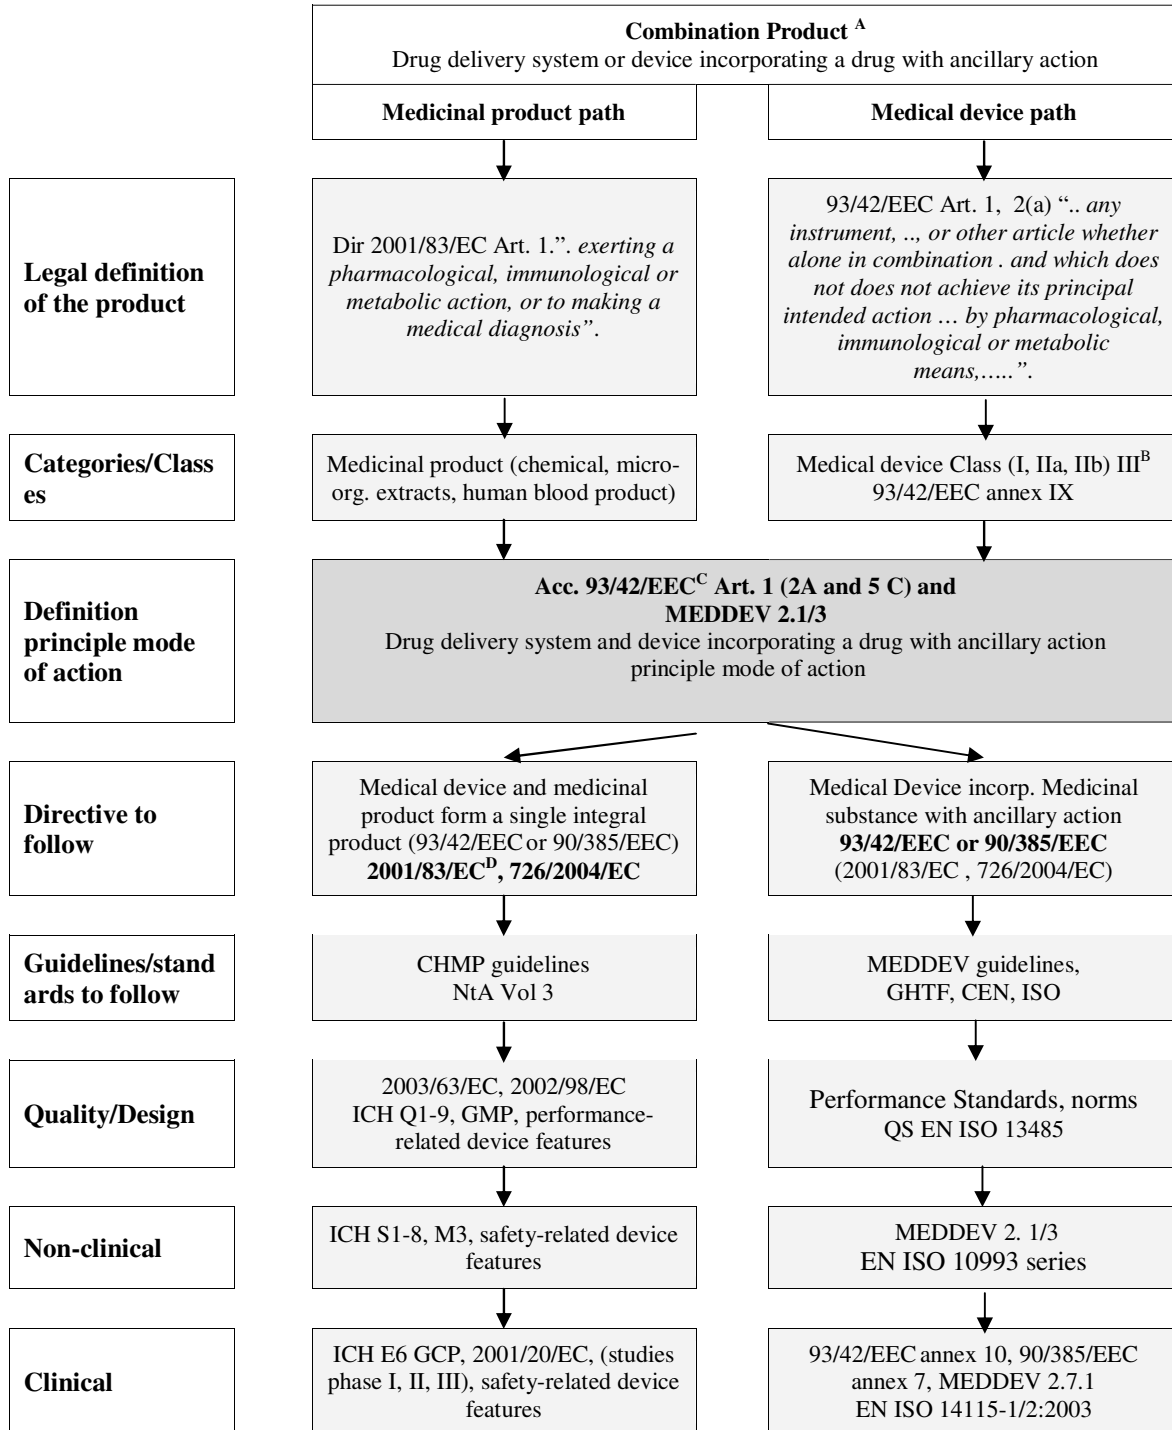 Combination Product A
Drug delivery system or device incorporating a drug with ancillary action
Medicinal product path
Medical device path
Legal definition
of the product
Dir 2001/83/EC Art. 1.”. exerting a
pharmacological, immunological or
metabolic action, or to making a
medical diagnosis”.
93/42/EEC Art. 1, 2(a) “.. any
instrument, .., or other article whether
alone in combination . and which does
not does not achieve its principal
intended action … by pharmacological,
immunological or metabolic
means,…..”.
Categories/Class
es
Medicinal product (chemical, micro-
org. extracts, human blood product)
Medical device Class (I, IIa, IIb) III B
93/42/EEC annex IX
Definition
principle mode
of action
Acc. 93/42/EEC C Art. 1 (2A and 5 C) and
MEDDEV 2.1/3
Drug delivery system and device incorporating a drug with ancillary action
principle mode of action
Directive to
follow
Medical device and medicinal
product form a single integral
product (93/42/EEC or 90/385/EEC)
2001/83/EC D, 726/2004/EC
Medical Device incorp. Medicinal
substance with ancillary action
93/42/EEC or 90/385/EEC
(2001/83/EC , 726/2004/EC)
Guidelines/stand
ards to follow
CHMP guidelines
NtA Vol 3
MEDDEV guidelines,
GHTF, CEN, ISO
Quality/Design
2003/63/EC, 2002/98/EC
ICH Q1-9, GMP, performance-
related device features
Performance Standards, norms
QS EN ISO 13485
Non-clinical
ICH S1-8, M3, safety-related device
features
MEDDEV 2. 1/3
EN ISO 10993 series
Clinical
ICH E6 GCP, 2001/20/EC, (studies
phase I, II, III), safety-related device
features
93/42/EEC annex 10, 90/385/EEC
annex 7, MEDDEV 2.7.1
EN ISO 14115-1/2:2003